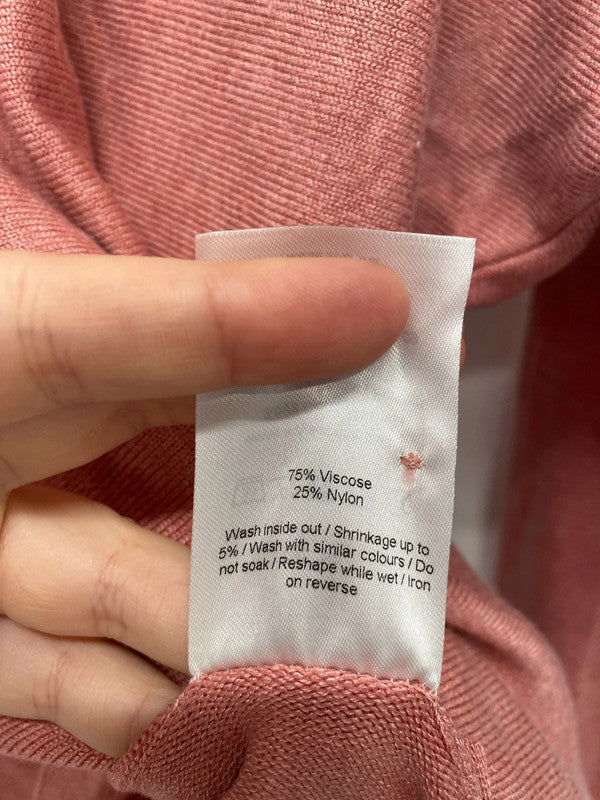 75% Viscose
25% Nylon
Wash inside out / Shrinkage up to
5% / Wash with similar colours / Do
not soak / Reshape while wet / Iron
on reverse